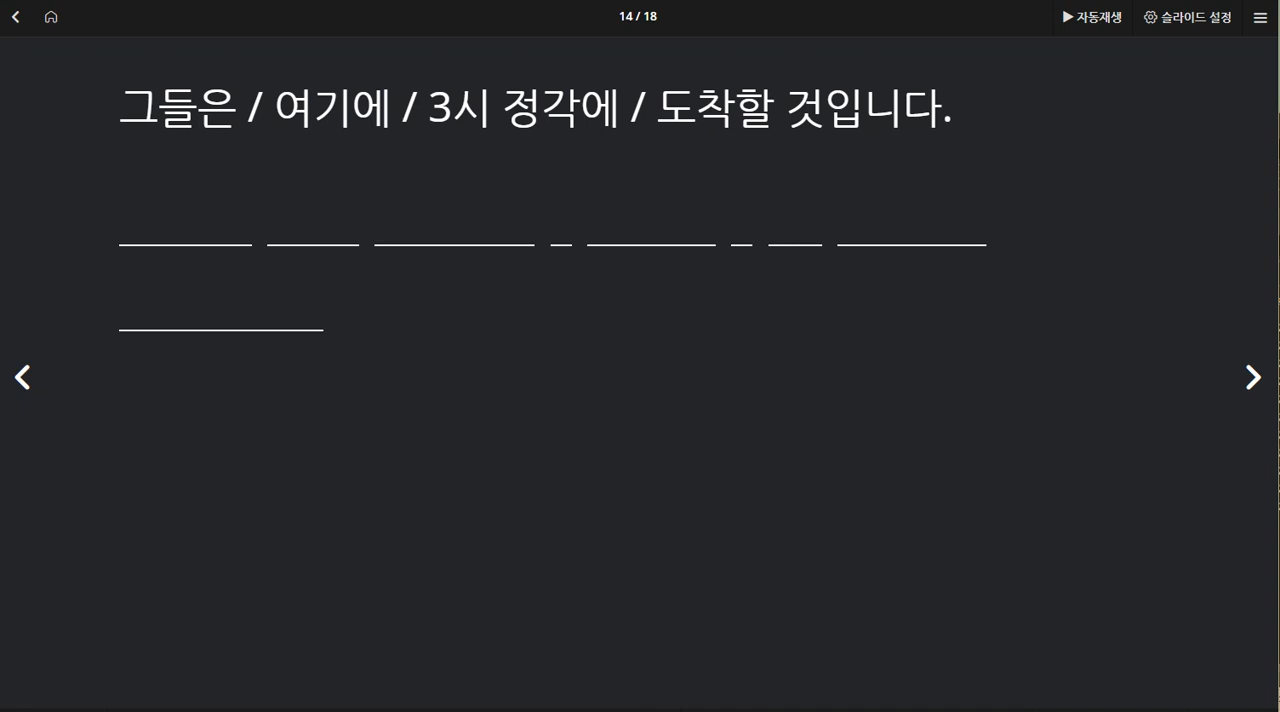 14 / 18
자동재생
슬라이드 설정
그들은 / 여기에 / 3시 정각에 / 도착할 것입니다.